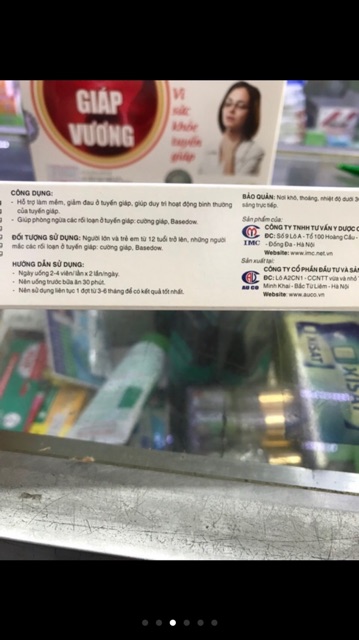 GIÁP
VƯƠNG
Vì
sức
khỏe
tuyến
giáp
CÔNG DỤNG:
- Hỗ trợ làm mềm, giảm đau ở tuyến giáp, giúp duy trì hoạt động bình thường
của tuyến giáp.
- Giúp phòng ngừa các rối loạn ở tuyến giáp: cường giáp, Basedow.
ĐỐI TƯỢNG SỬ DỤNG: Người lớn và trẻ em từ 12 tuổi trở lên, những người
mắc các rối loạn ở tuyến giáp: cường giáp, Basedow.
HƯỚNG DẪN SỬ DỤNG:
- Ngày uống 2-4 viên/lần x 2 lần/ngày.
- Nên uống trước bữa ăn 30 phút.
- Nên sử dụng liên tục 1 đợt từ 3-6 tháng để có kết quả tốt nhất.
BẢO QUẢN: Nơi khô, thoáng, nhiệt độ dưới 3
sáng trực tiếp.
Sản phẩm của:
IMC
CÔNG TY TNHH TƯ VẤN Y DƯỢC
ĐC: Số 9 Lô A - Tổ 100 Hoàng Cầu -
- Đống Đa - Hà Nội
Website: www.imc.net.vn
Sản xuất tại:
AU CO
CÔNG TY CỔ PHẦN ĐẦU TƯ VÀ SẢN
ĐC: Lô A2CN1 - CCNTT vừa và nhỏ
Minh Khai - Bắc Từ Liêm - Hà Nội
Website: www.auco.vn